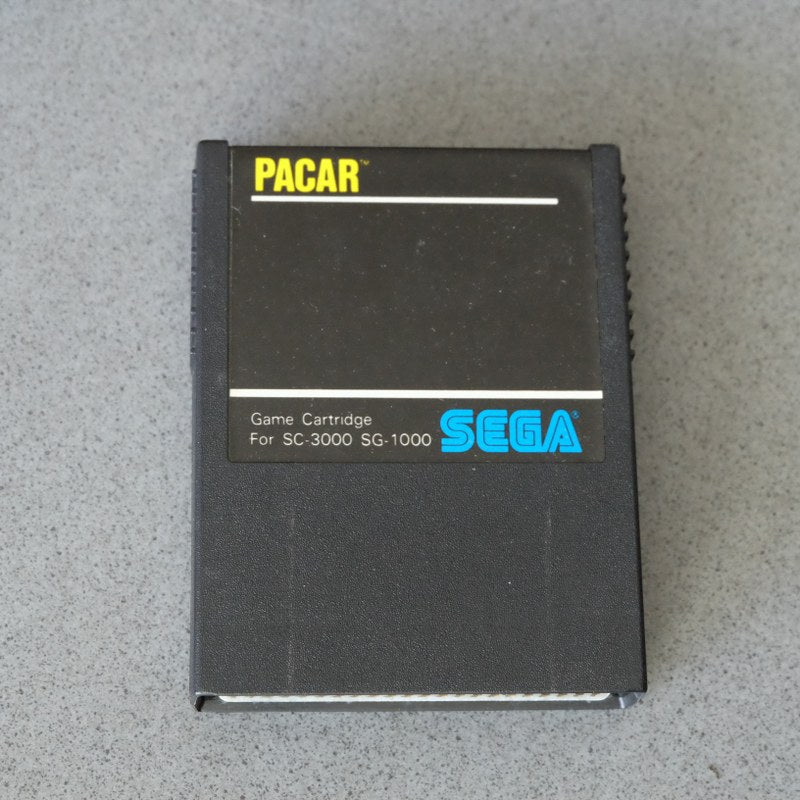 PACAR™
Game Cartridge
For SC-3000 SG-1000
SEGA®